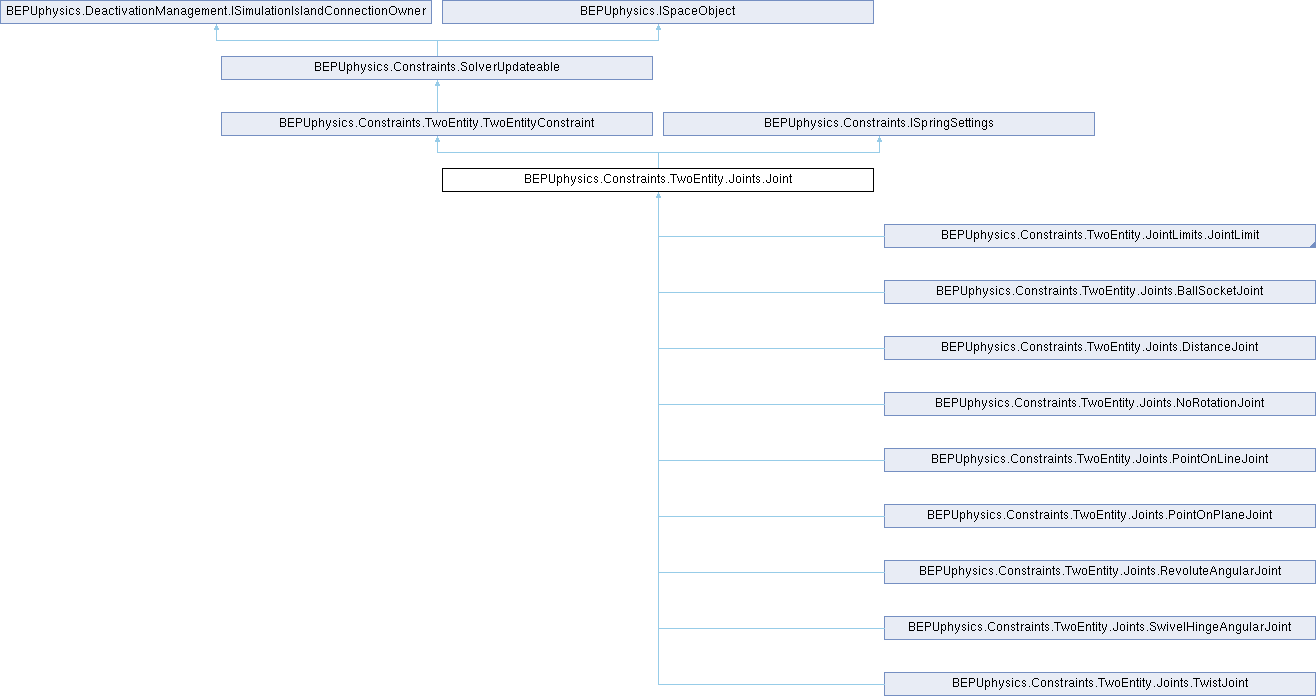 BEPUphysics.DeactivationManagement.ISimulationIslandConnectionOwner
BEPUphysics.ISpaceObject
BEPUphysics.Constraints.SolverUpdateable
BEPUphysics.Constraints.TwoEntity.TwoEntityConstraint
BEPUphysics.Constraints.ISpringSettings
BEPUphysics.Constraints.TwoEntity.Joints.Joint
BEPUphysics.Constraints.TwoEntity.JointLimits.JointLimit
BEPUphysics.Constraints.TwoEntity.Joints.BallSocketJoint
BEPUphysics.Constraints.TwoEntity.Joints.DistanceJoint
BEPUphysics.Constraints.TwoEntity.Joints.NoRotationJoint
BEPUphysics.Constraints.TwoEntity.Joints.PointOnLineJoint
BEPUphysics.Constraints.TwoEntity.Joints.PointOnPlaneJoint
BEPUphysics.Constraints.TwoEntity.Joints.RevoluteAngularJoint
BEPUphysics.Constraints.TwoEntity.Joints.SwivelHingeAngularJoint
BEPUphysics.Constraints.TwoEntity.Joints.TwistJoint